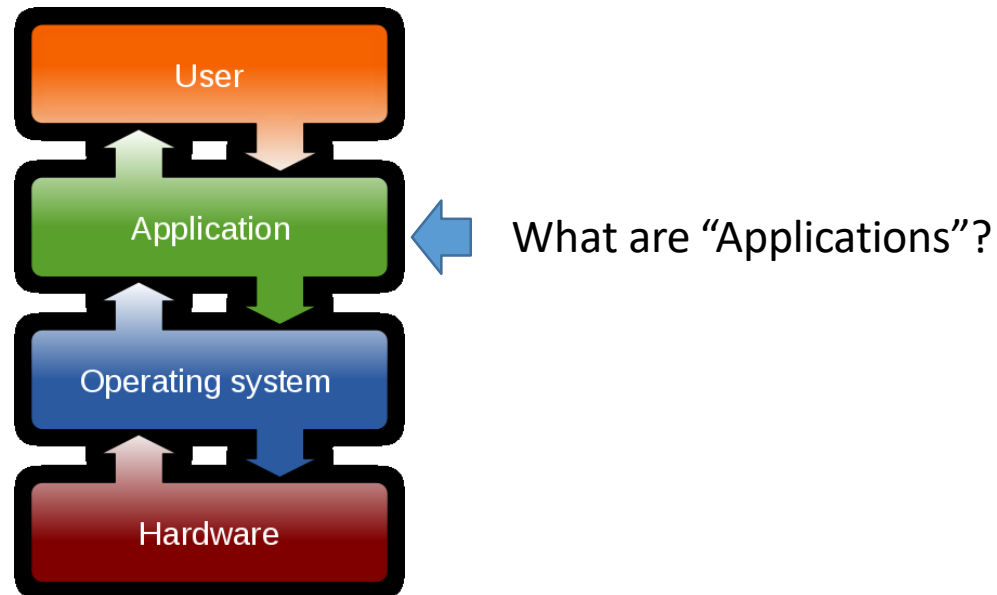 User
Application
What are “Applications”?
Operating system
Hardware